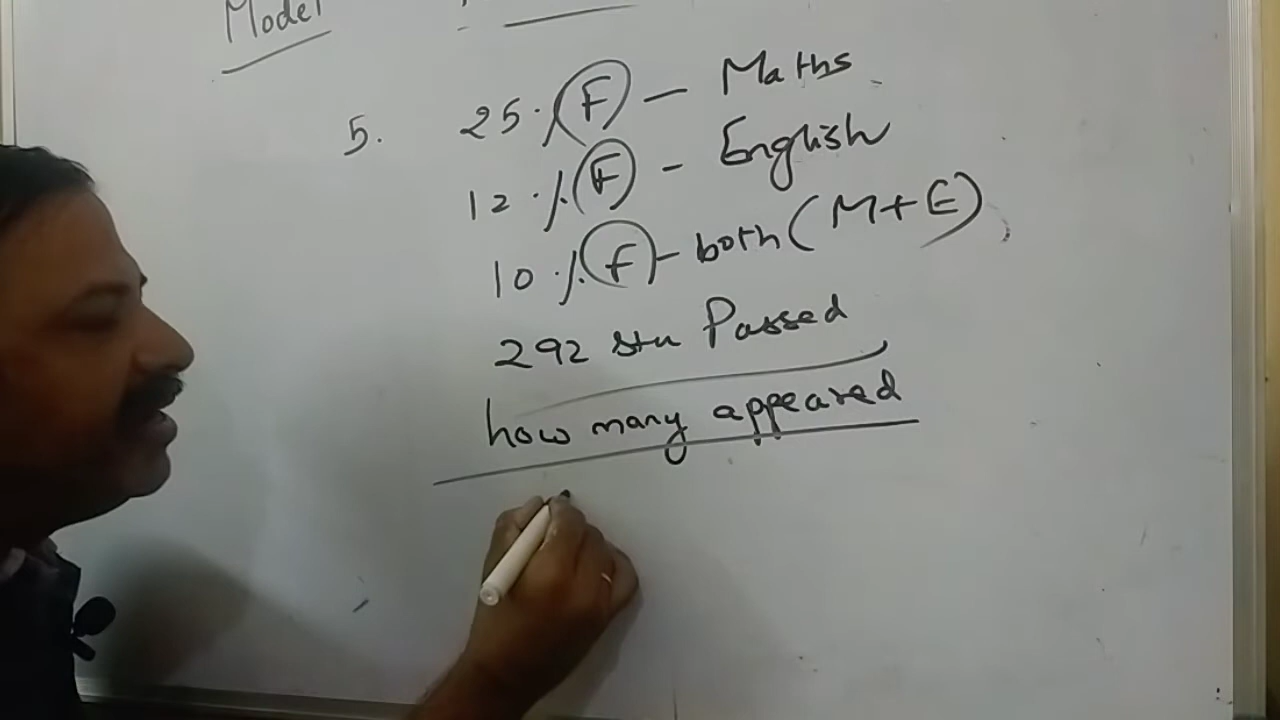 Model
5. 25% F - Maths
12% F - English
10% F - both (M+E)
292 stu Passed
how many appeared